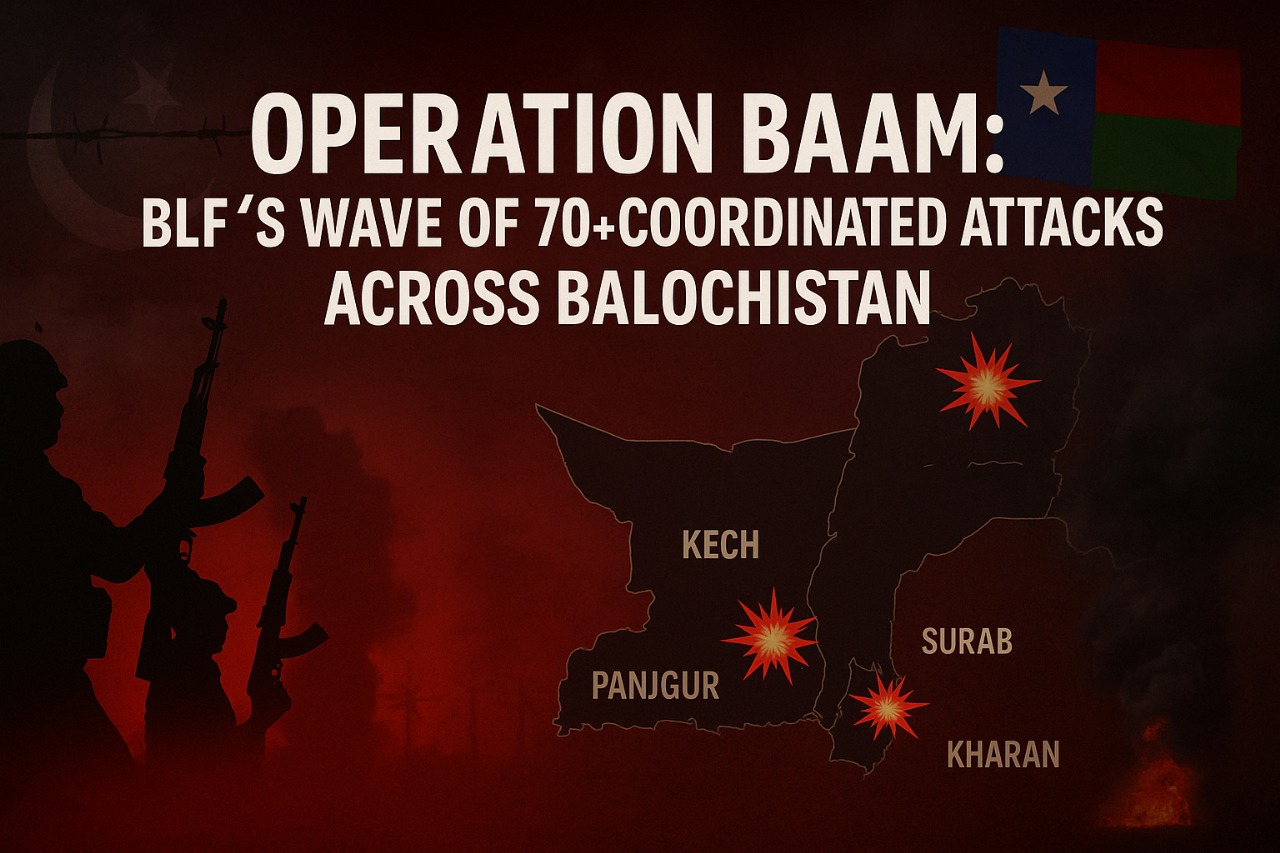 OPERATION BAAM:
BLF'S WAVE OF 70+COORDINATED ATTACKS
ACROSS BALOCHISTAN
KECH
SURAB
PANJGUR
KHARAN